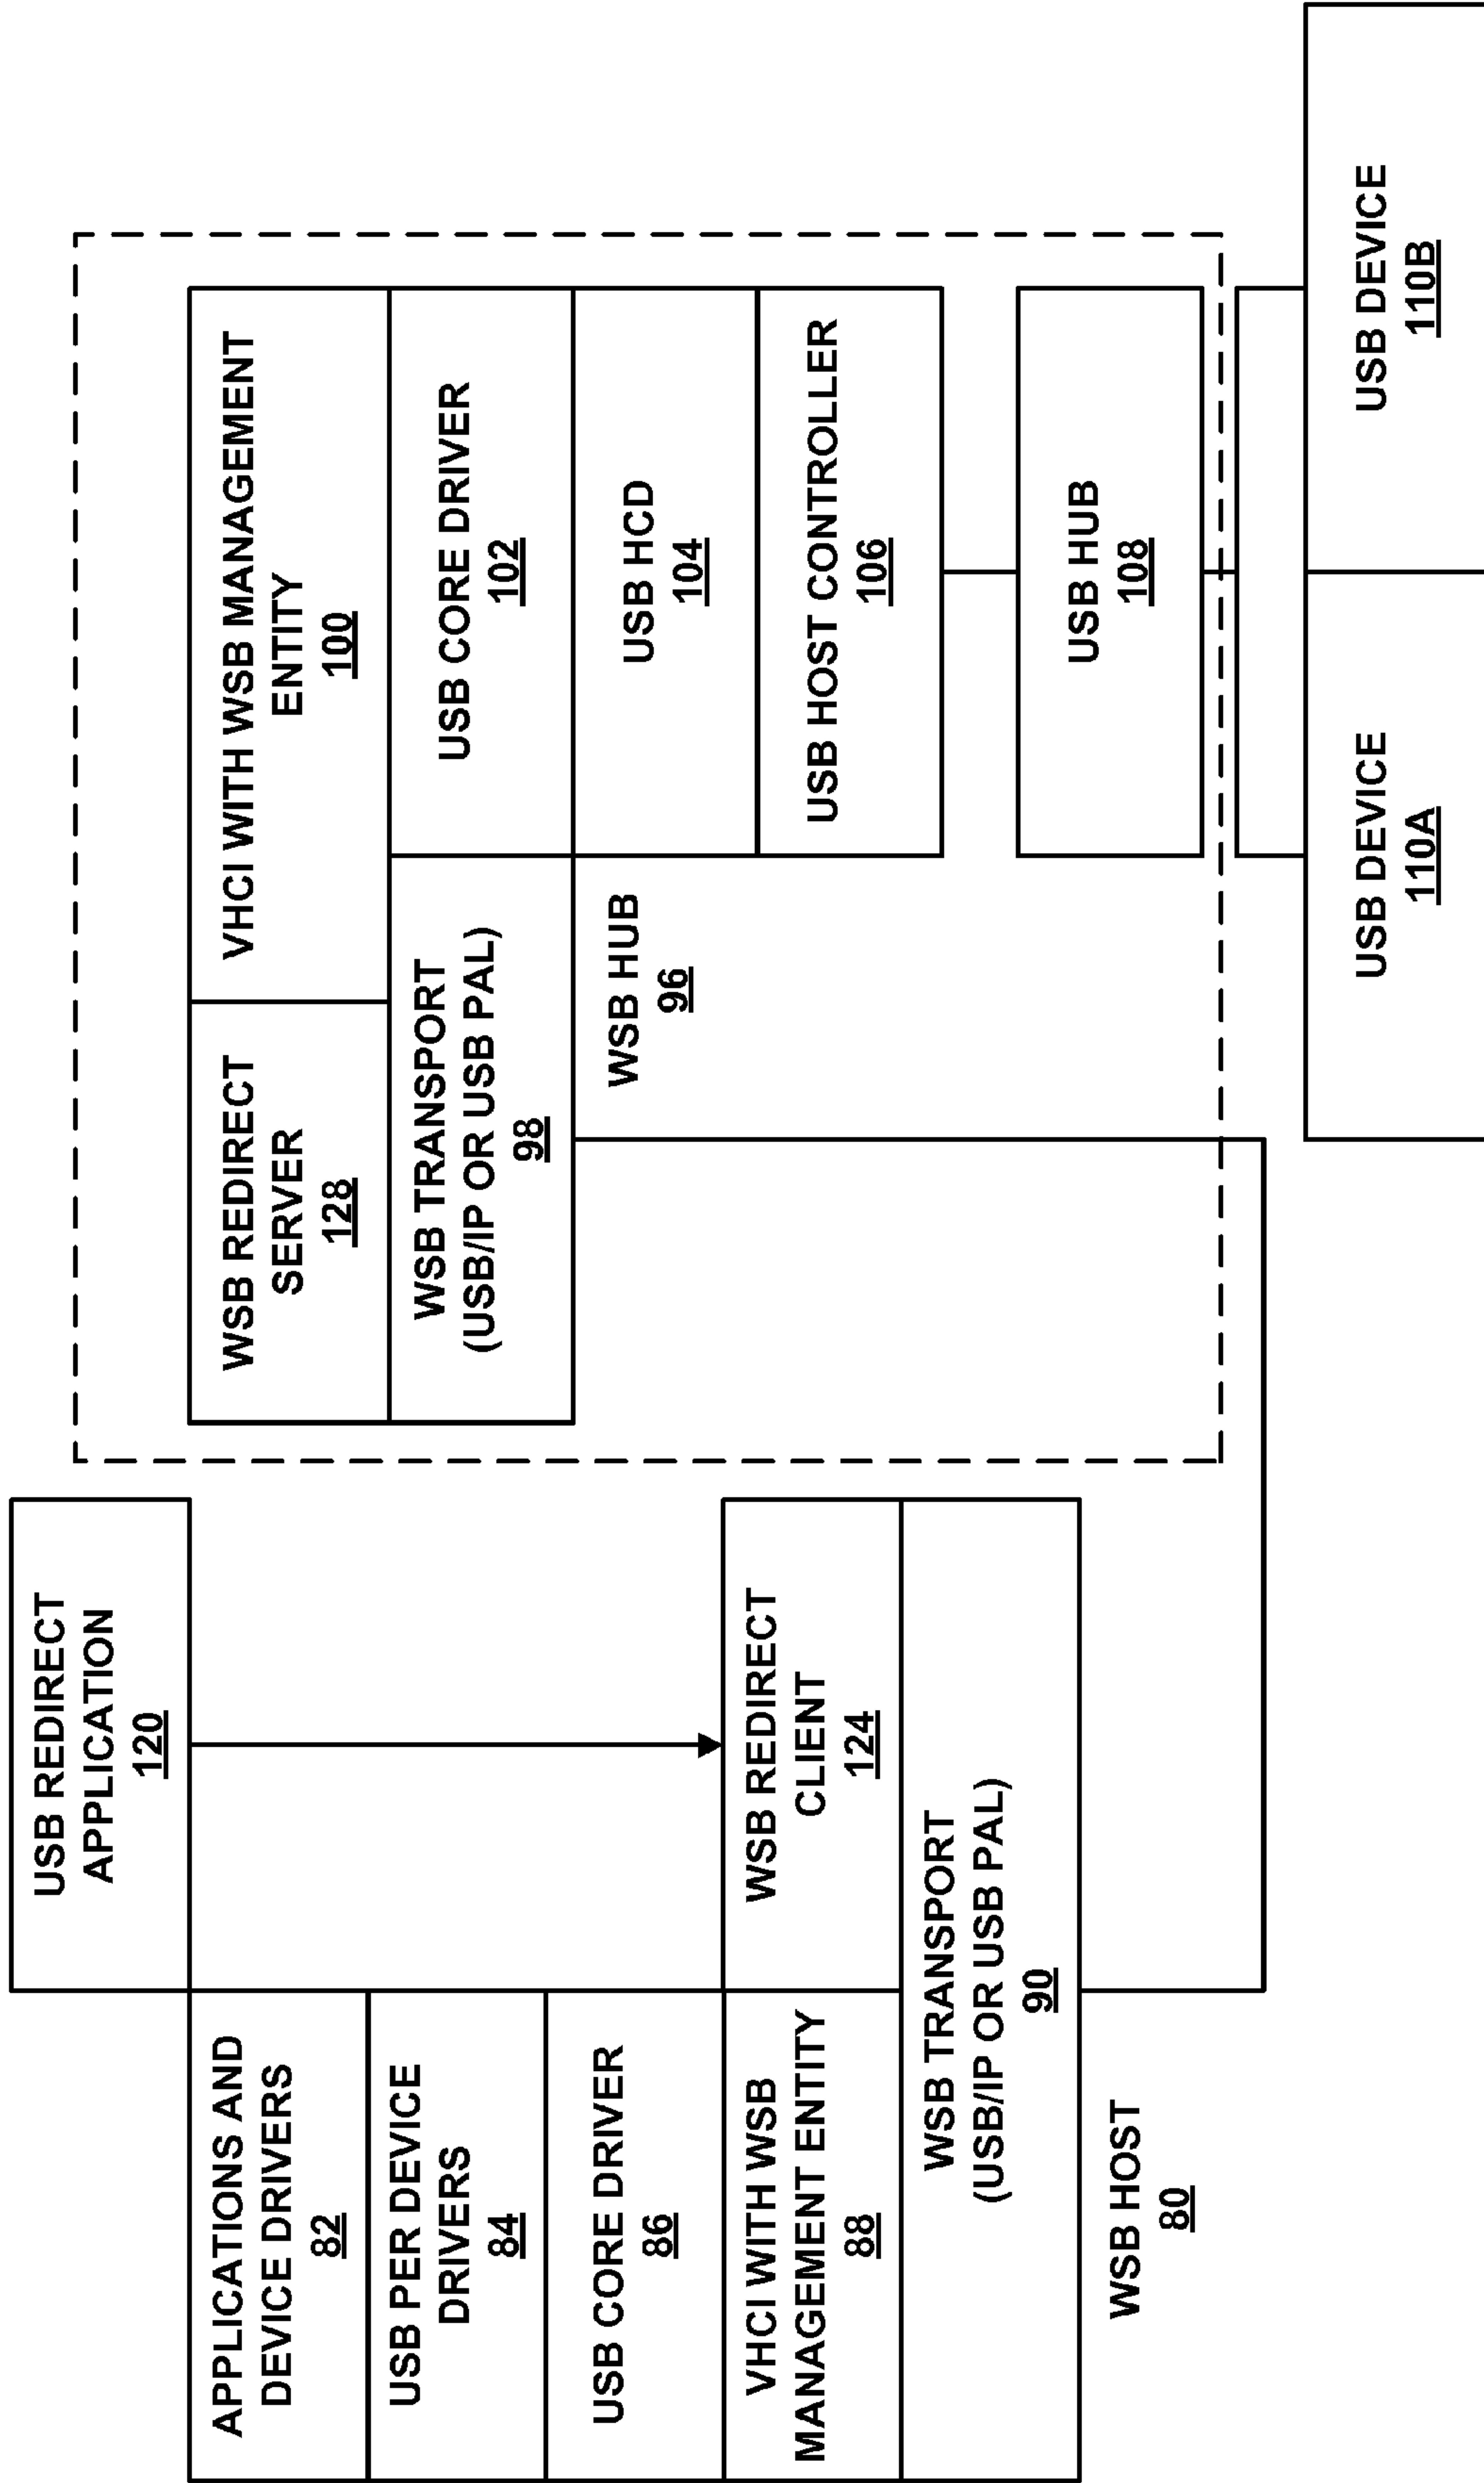 USB REDIRECT
APPLICATION
120
APPLICATIONS AND
DEVICE DRIVERS
82
USB PER DEVICE
DRIVERS
84
USB CORE DRIVER
86
VHCI WITH WSB
MANAGEMENT ENTITY
88
WSB REDIRECT
CLIENT
124
WSB TRANSPORT
(USB/IP OR USB PAL)
90
WSB HOST
80
WSB REDIRECT
SERVER
128
VHCI WITH WSB MANAGEMENT
ENTITY
100
WSB TRANSPORT
(USB/IP OR USB PAL)
98
USB CORE DRIVER
102
WSB HUB
96
USB HCD
104
USB HOST CONTROLLER
106
USB HUB
108
USB DEVICE
110A
USB DEVICE
110B